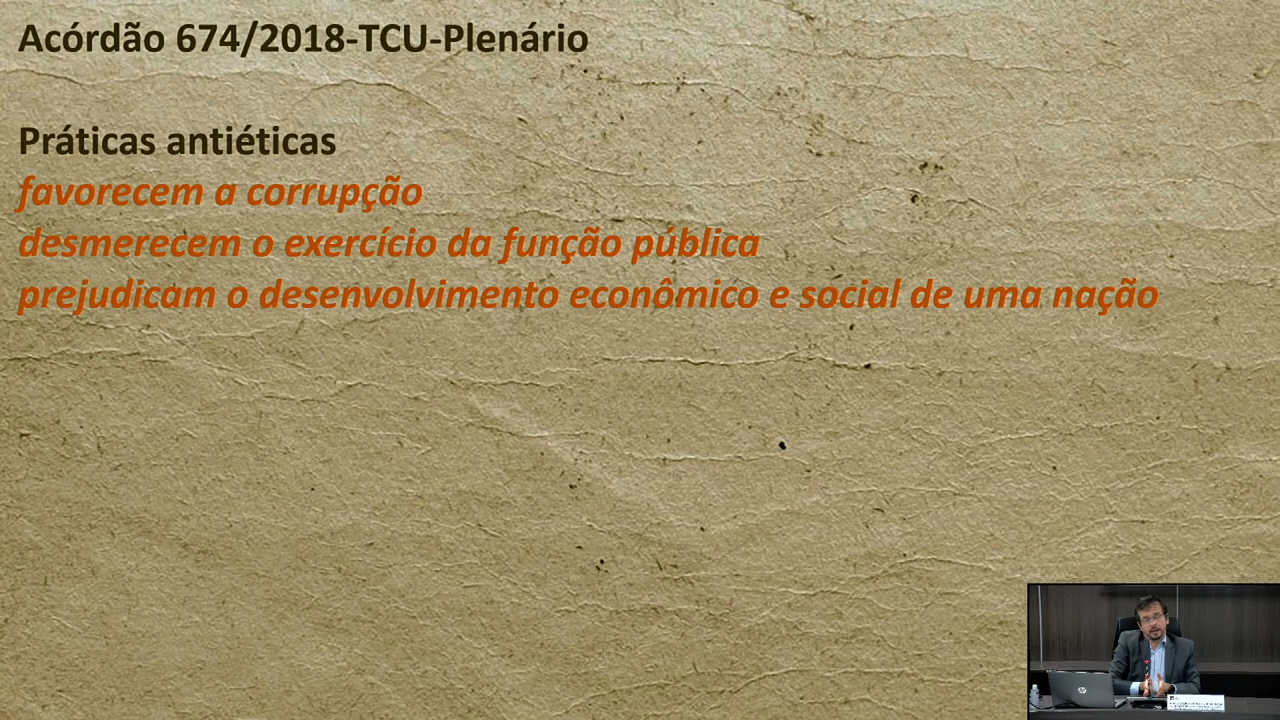 Acórdão 674/2018-TCU-Plenário
Práticas antiéticas
favorecem a corrupção
desmerecem o exercício da função pública
prejudicam o desenvolvimento econômico e social de uma nação
hp